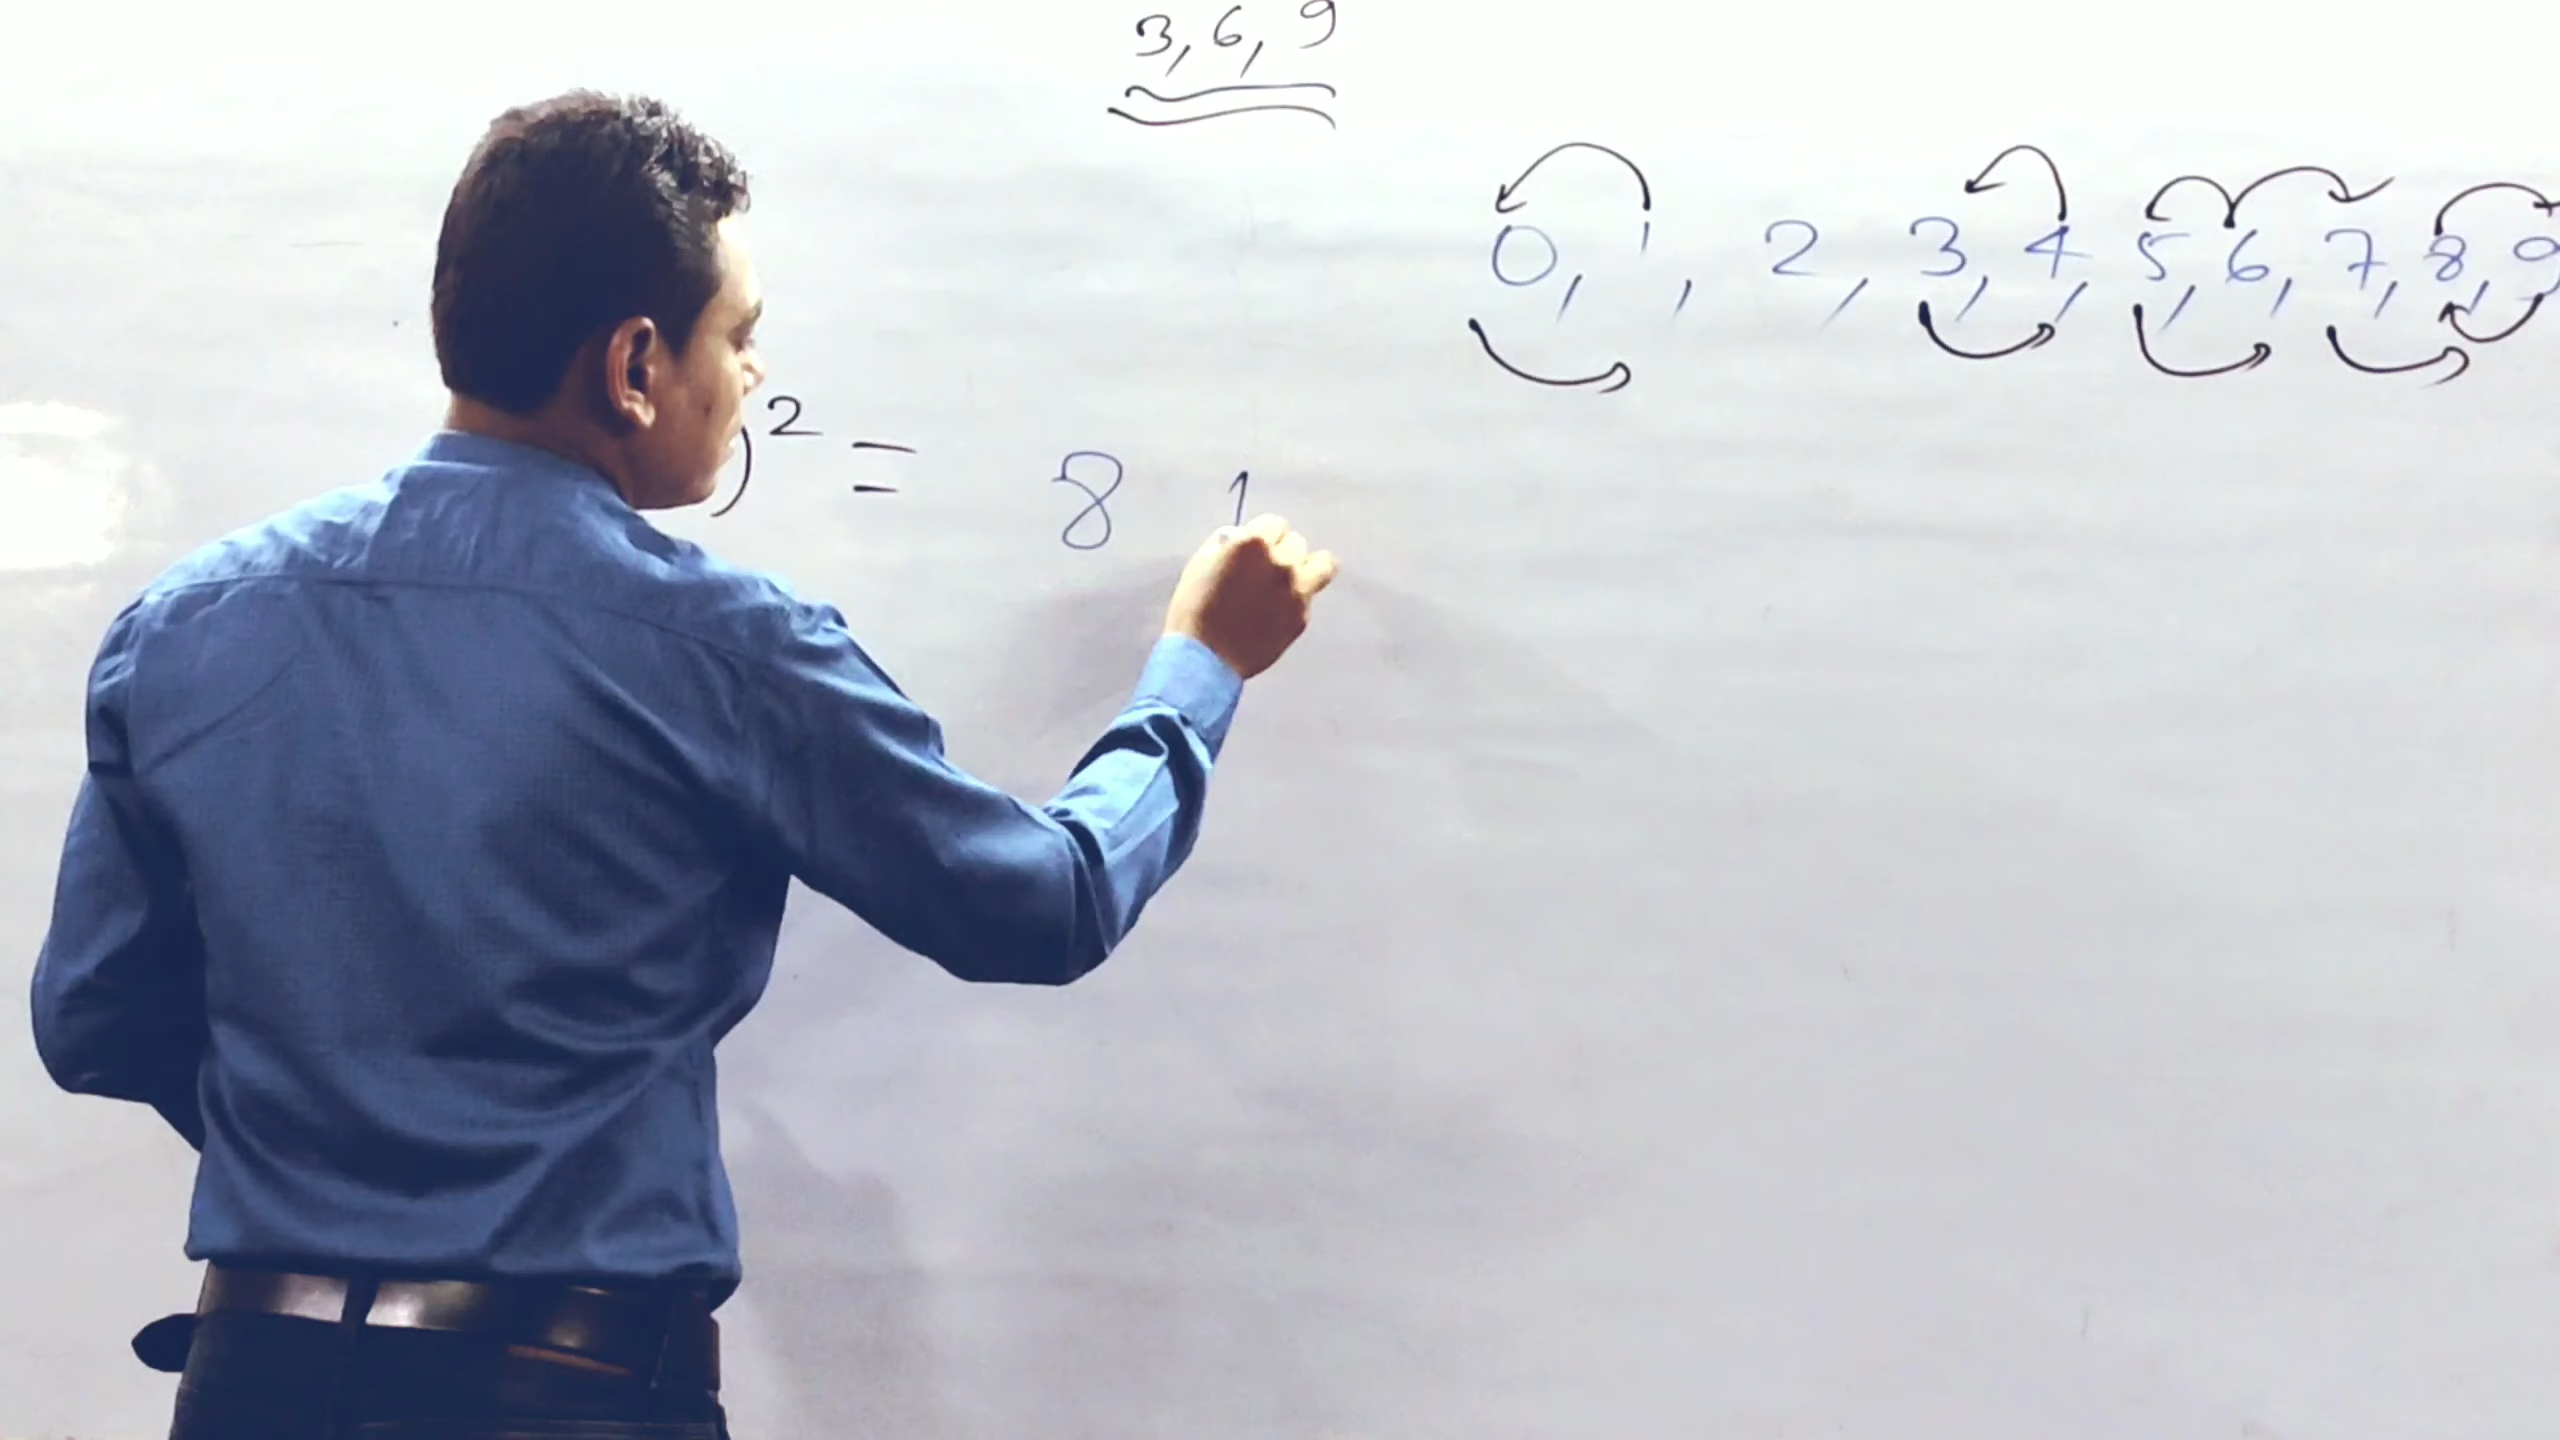 3, 6, 9
0, 1, 2, 3, 4, 5, 6, 7, 8, 9
)² = 8 1